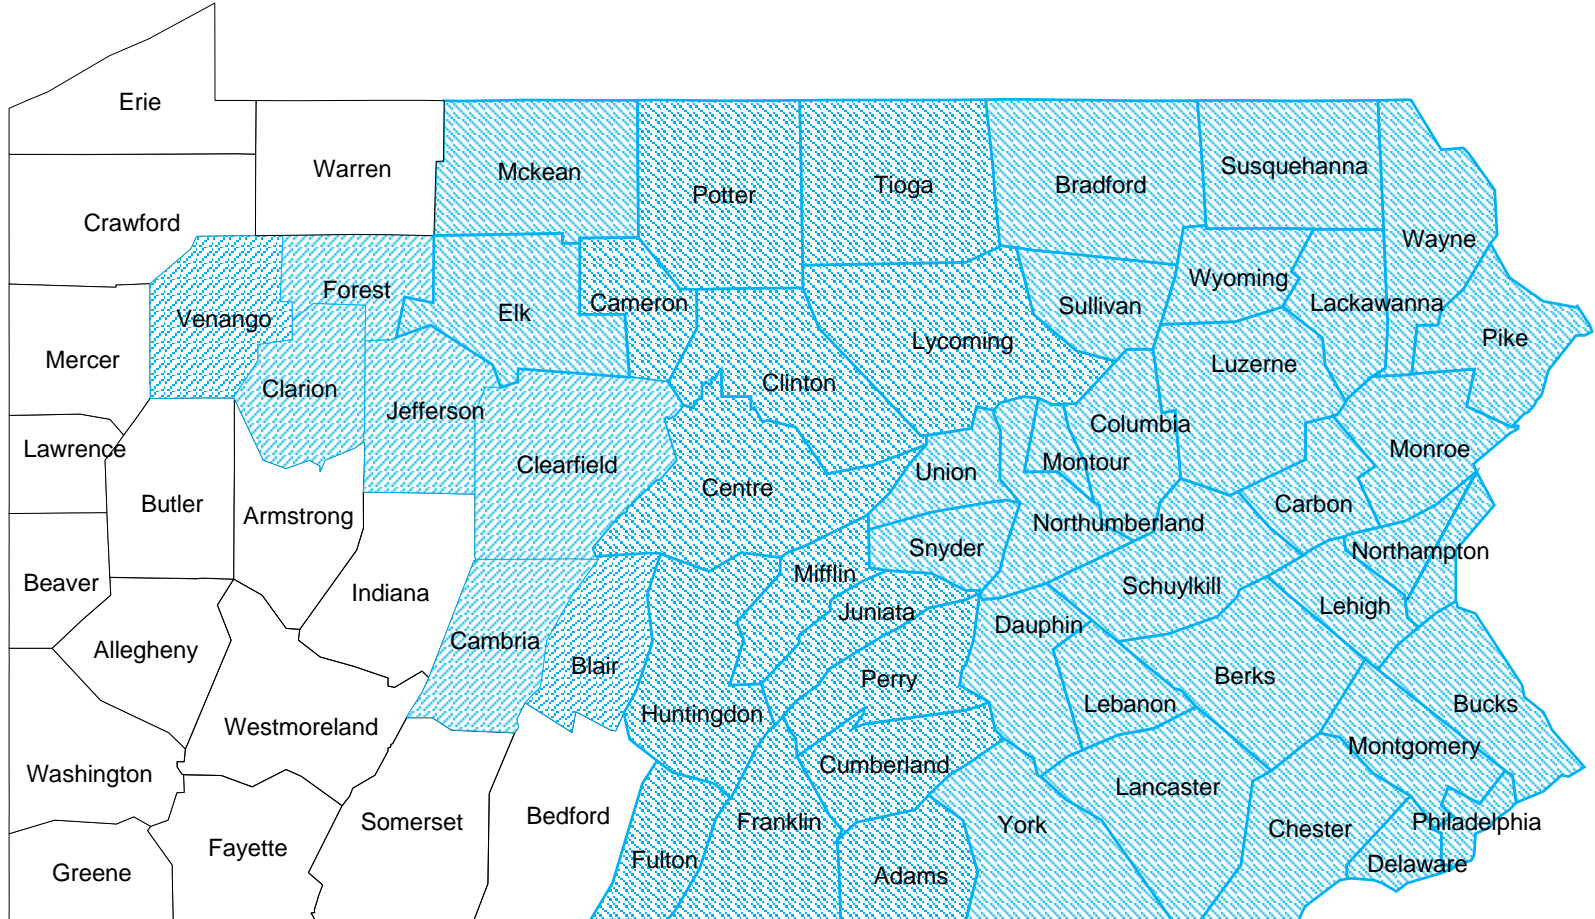 Erie
Warren
Mckean
Potter
Tioga
Bradford
Susquehanna
Crawford
Wayne
Forest
Venango
Elk
Cameron
Sullivan
Wyoming
Lackawanna
Mercer
Clarion
Jefferson
Clinton
Lycoming
Luzerne
Pike
Lawrence
Butler
Armstrong
Clearfield
Centre
Union
Montour
Columbia
Carbon
Monroe
Beaver
Indiana
Snyder
Northumberland
Northampton
Mifflin
Juniata
Schuylkill
Lehigh
Allegheny
Cambria
Blair
Dauphin
Perry
Lebanon
Berks
Bucks
Westmoreland
Huntingdon
Montgomery
Washington
Cumberland
Lancaster
Greene
Fayette
Somerset
Bedford
Fulton
Franklin
Adams
York
Chester
Delaware
Philadelphia